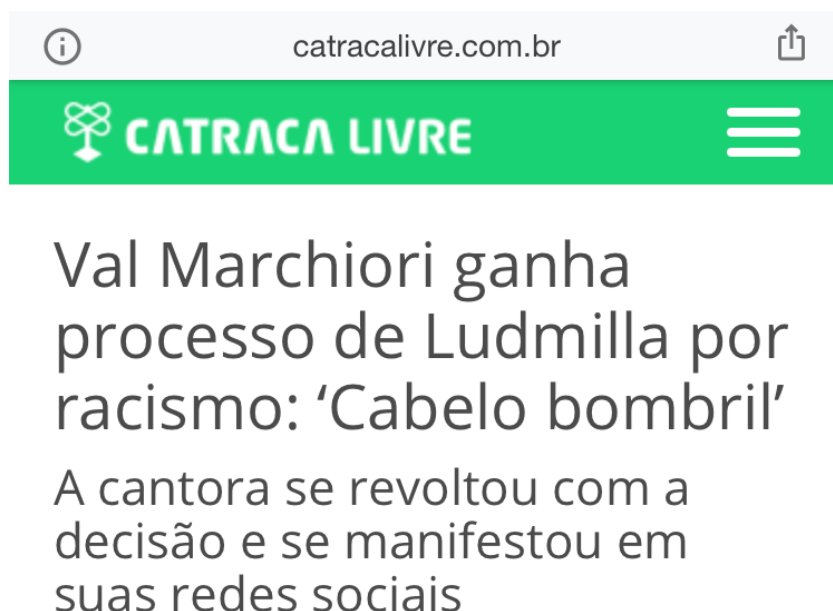 catracalivre.com.br
CATRACA LIVRE
Val Marchiori ganha
processo de Ludmilla por
racismo: ‘Cabelo bombril’
A cantora se revoltou com a
decisão e se manifestou em
suas redes sociais